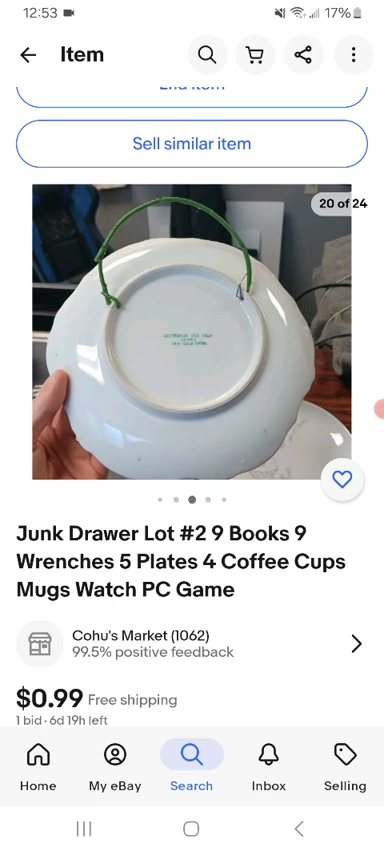 12:53
17%
Item
End item
Sell similar item
20 of 24
Junk Drawer Lot #2 9 Books 9
Wrenches 5 Plates 4 Coffee Cups
Mugs Watch PC Game
Cohu's Market (1062)
99.5% positive feedback
$0.99 Free shipping
1 bid · 6d 19h left
Home
My eBay
Search
Inbox
Selling